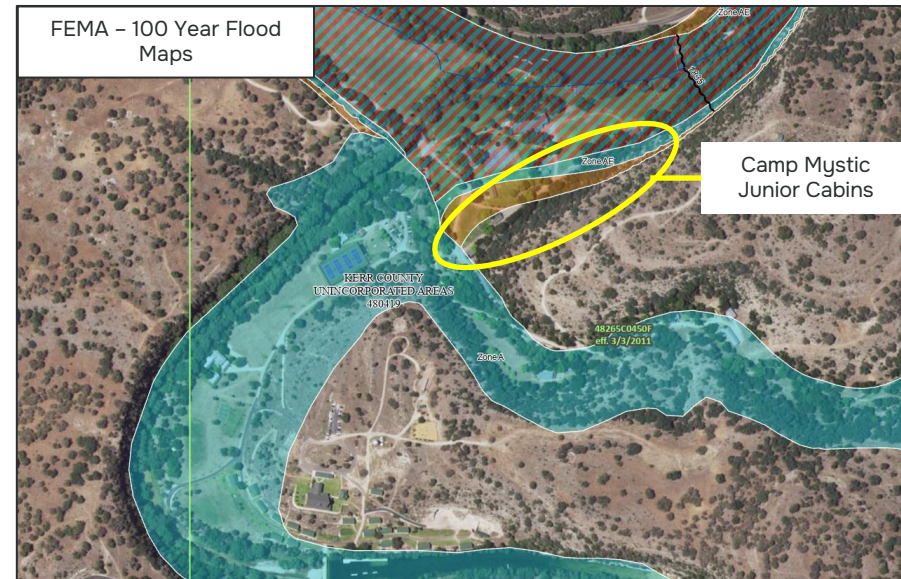 FEMA – 100 Year Flood
Maps
Zone AE
Zone AE
Camp Mystic
Junior Cabins
KERR COUNTY
UNINCORPORATED AREAS
480419
48265C0450F
eff. 3/3/2011
Zone A